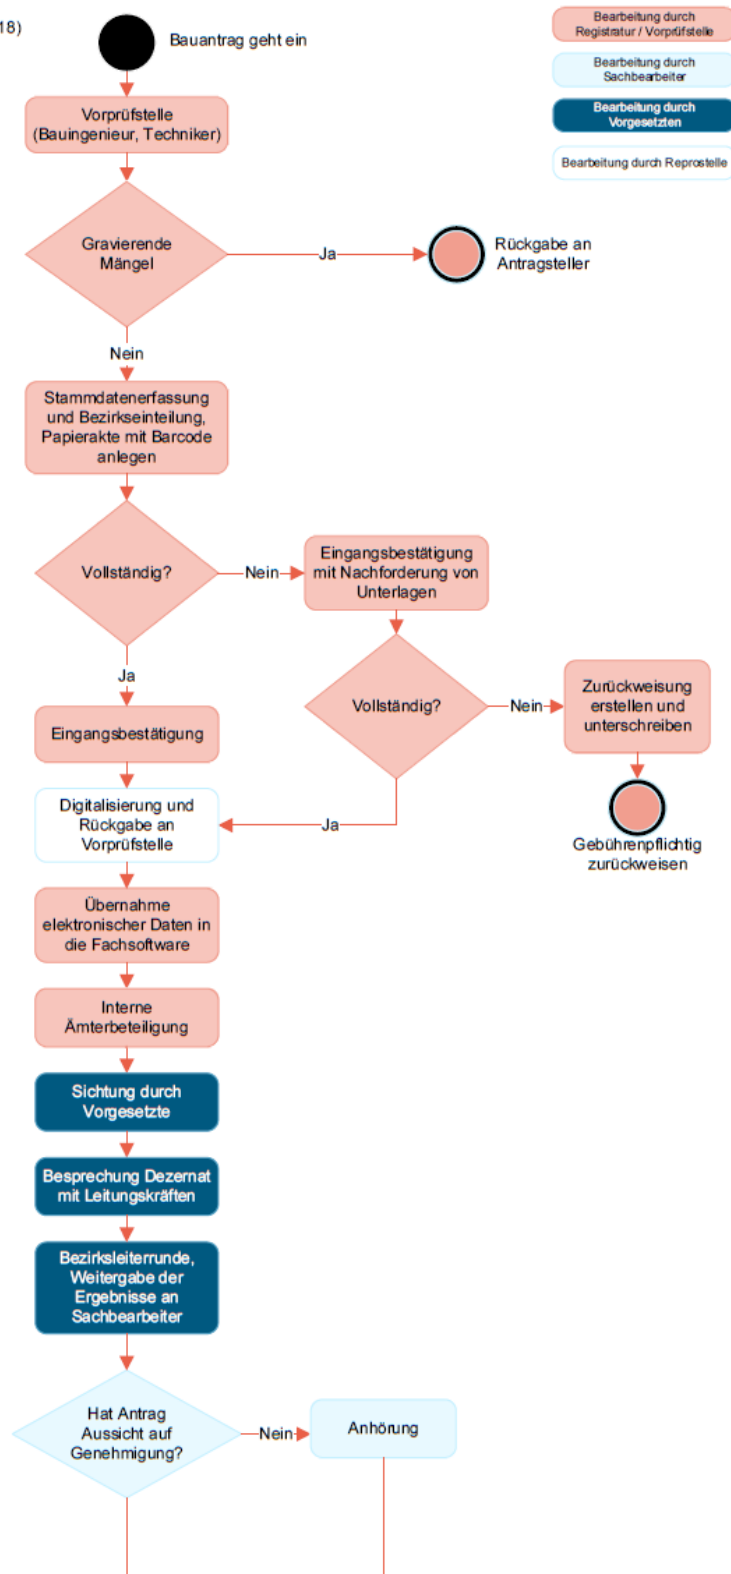 18)
Bauantrag geht ein
Bearbeitung durch
Registratur / Vorprüfstelle
Bearbeitung durch
Sachbearbeiter
Bearbeitung durch
Vorgesetzten
Bearbeitung durch Reprostelle
Vorprüfstelle
(Bauingenieur, Techniker)
Gravierende
Mängel
Ja
Rückgabe an
Antragsteller
Nein
Stammdatenerfassung
und Bezirkseinteilung,
Papierakte mit Barcode
anlegen
Vollständig?
Nein
Eingangsbestätigung
mit Nachforderung von
Unterlagen
Ja
Vollständig?
Nein
Zurückweisung
erstellen und
unterschreiben
Eingangsbestätigung
Digitalisierung und
Rückgabe an
Vorprüfstelle
Ja
Gebührenpflichtig
zurückweisen
Übernahme
elektronischer Daten in
die Fachsoftware
Interne
Ämterbeteiligung
Sichtung durch
Vorgesetzte
Besprechung Dezernat
mit Leitungskräften
Bezirksleiterrunde,
Weitergabe der
Ergebnisse an
Sachbearbeiter
Hat Antrag
Aussicht auf
Genehmigung?
Nein
Anhörung